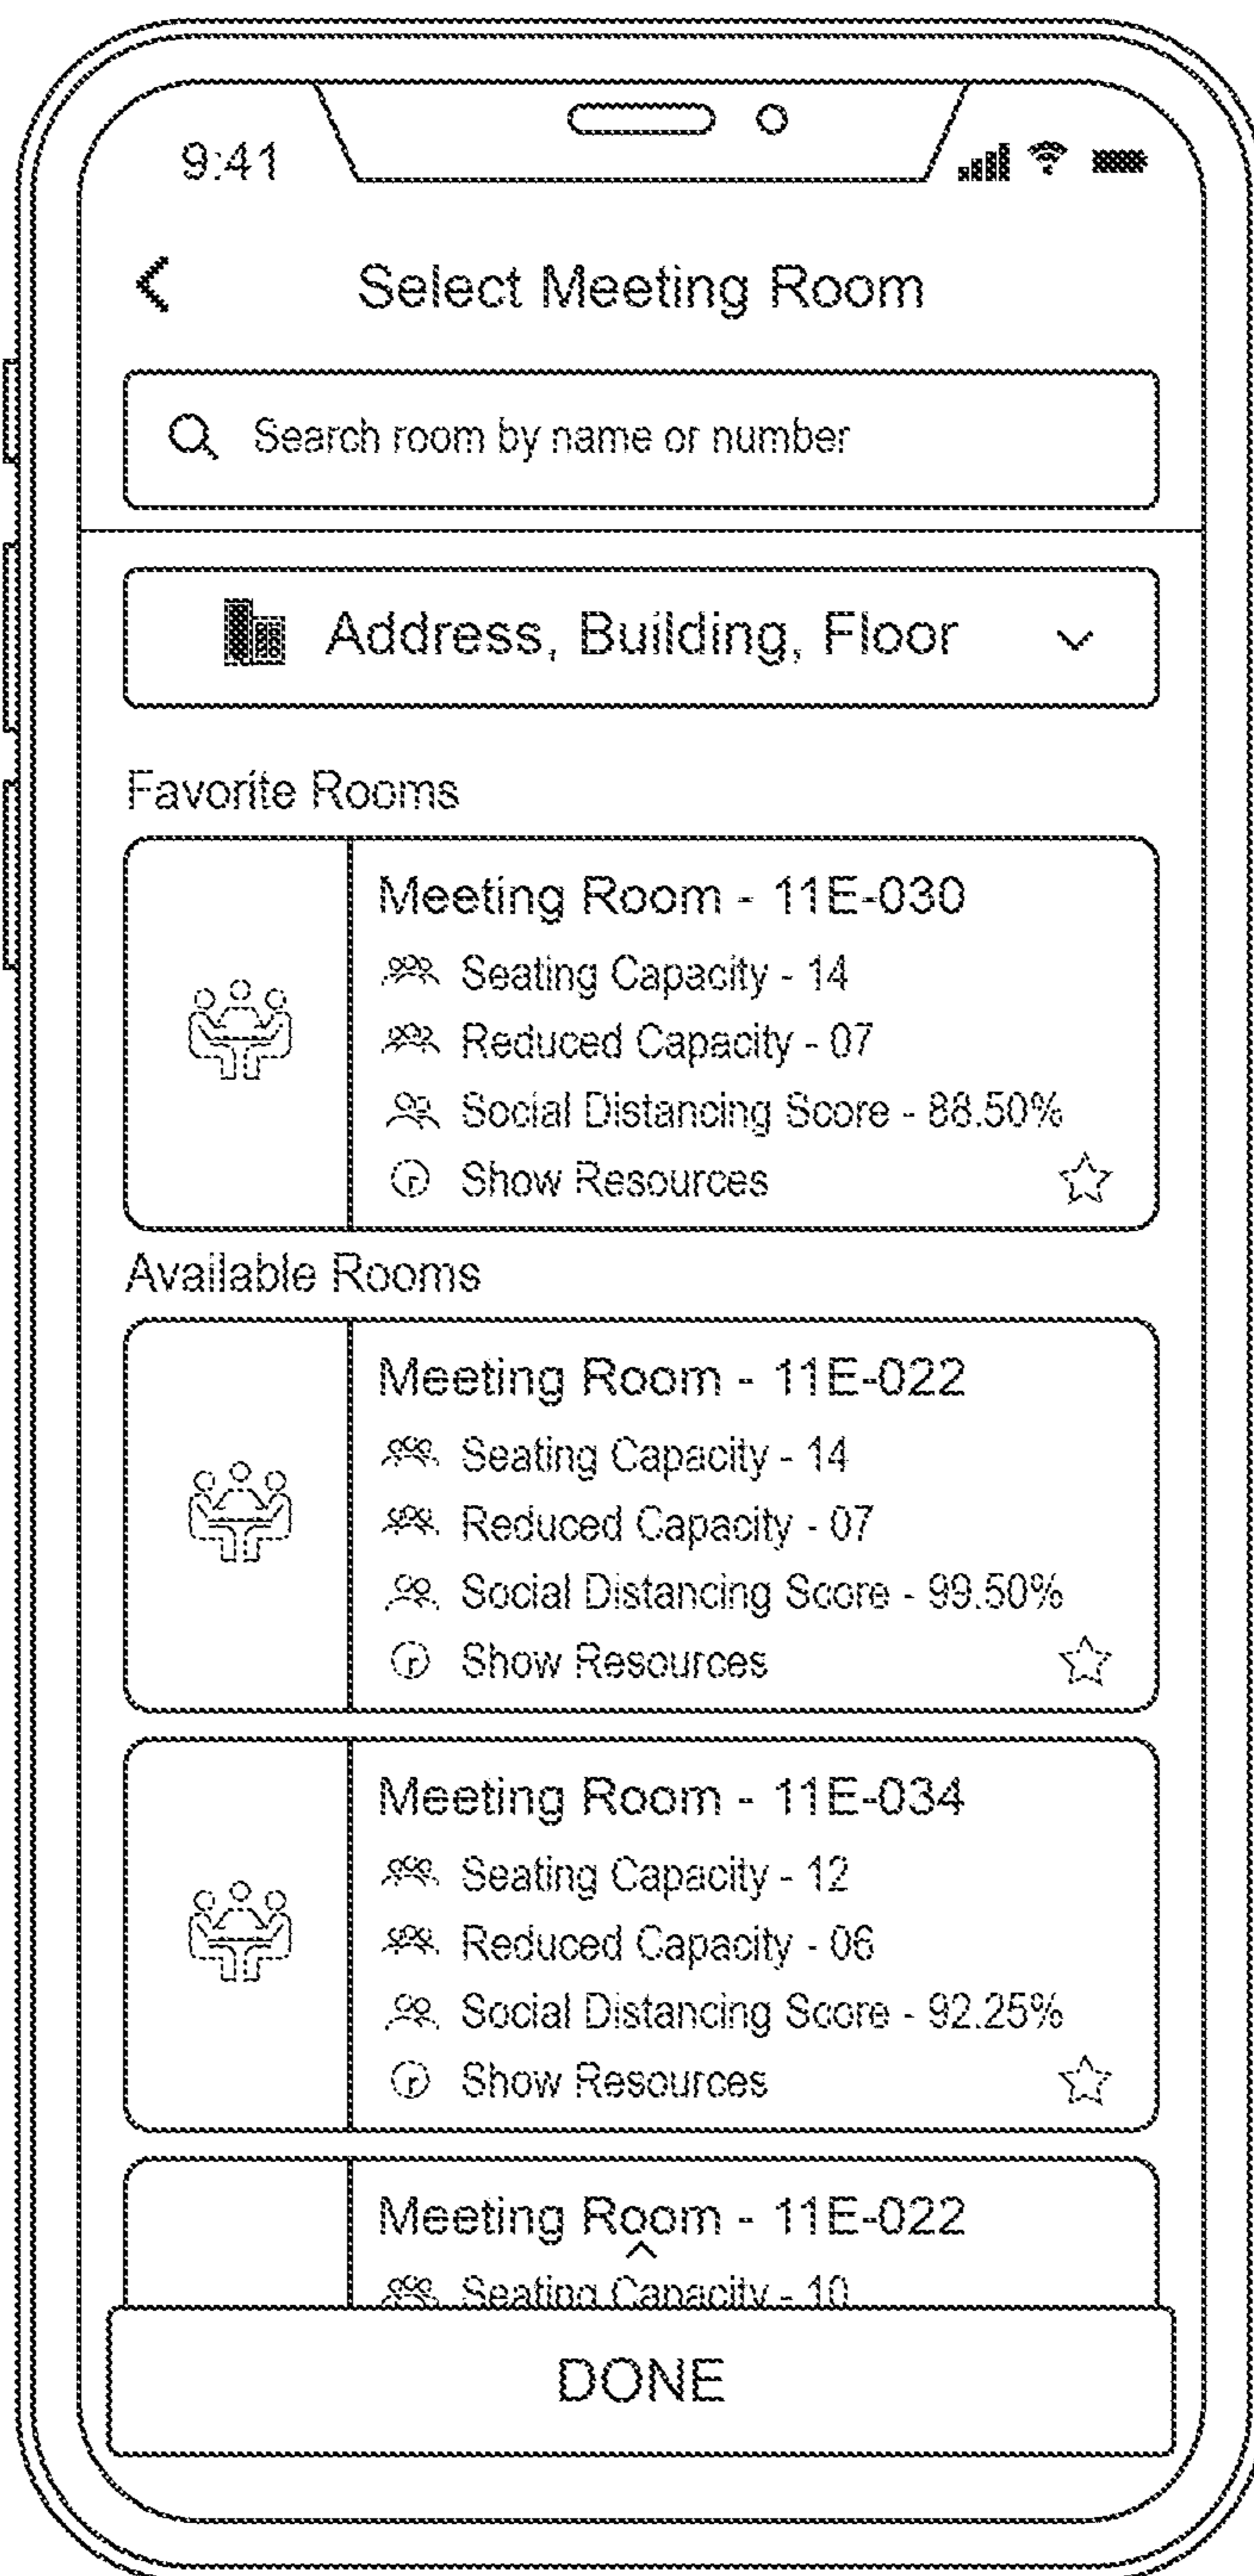 9:41
Select Meeting Room
Search room by name or number
Address, Building, Floor
Favorite Rooms
Meeting Room - 11E-030
Seating Capacity - 14
Reduced Capacity - 07
Social Distancing Score - 88.50%
Show Resources
Available Rooms
Meeting Room - 11E-022
Seating Capacity - 14
Reduced Capacity - 07
Social Distancing Score - 99.50%
Show Resources
Meeting Room - 11E-034
Seating Capacity - 12
Reduced Capacity - 06
Social Distancing Score - 92.25%
Show Resources
Meeting Room - 11E-022
Seating Capacity - 10
DONE